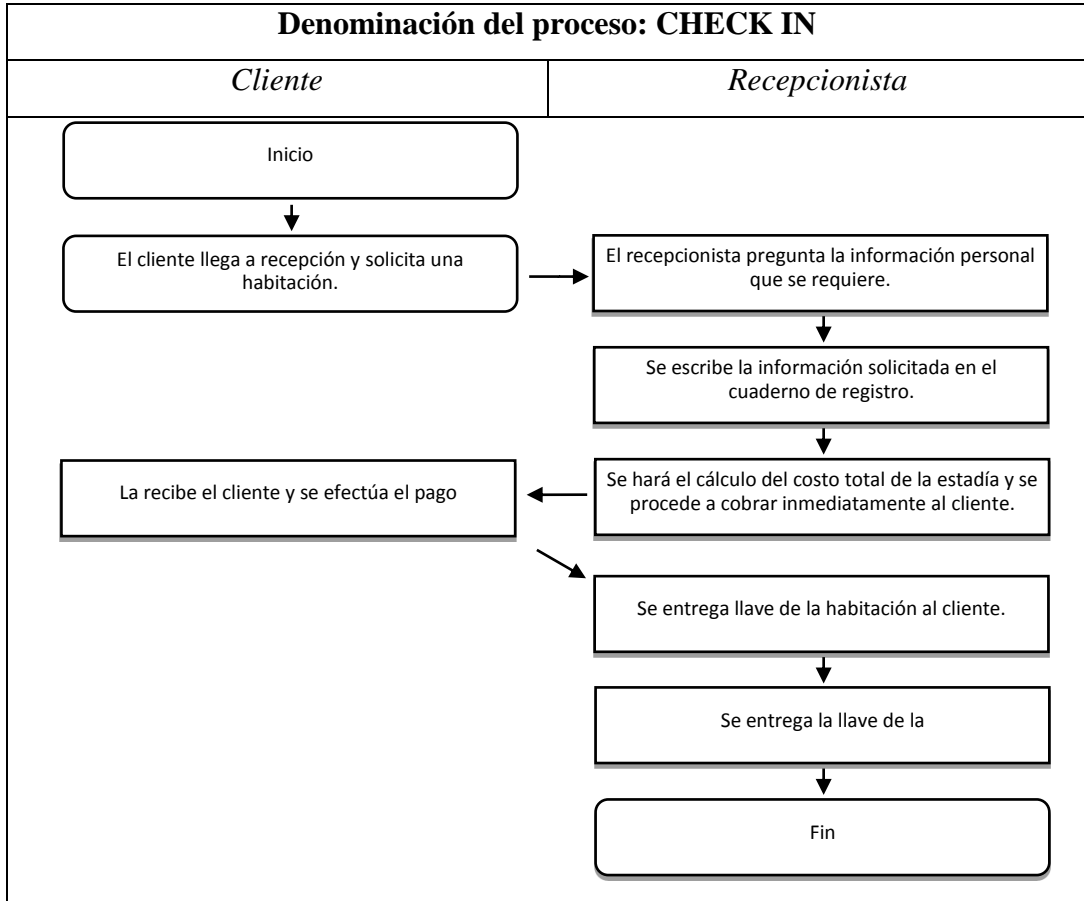 Denominación del proceso: CHECK IN
Cliente
Recepcionista
Inicio
El cliente llega a recepción y solicita una
habitación.
El recepcionista pregunta la información personal
que se requiere.
Se escribe la información solicitada en el
cuaderno de registro.
Se hará el cálculo del costo total de la estadía y se
procede a cobrar inmediatamente al cliente.
La recibe el cliente y se efectúa el pago
Se entrega llave de la habitación al cliente.
Se entrega la llave de la
Fin